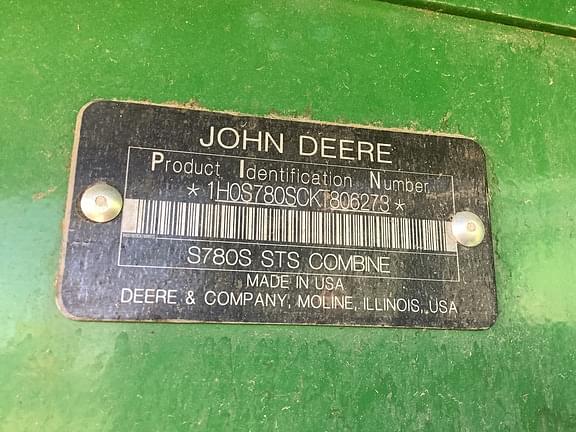 JOHN DEERE
Product Identification Number
*1H0S780SCKT806273*
S780S STS COMBINE
MADE IN USA
DEERE & COMPANY, MOLINE, ILLINOIS, USA